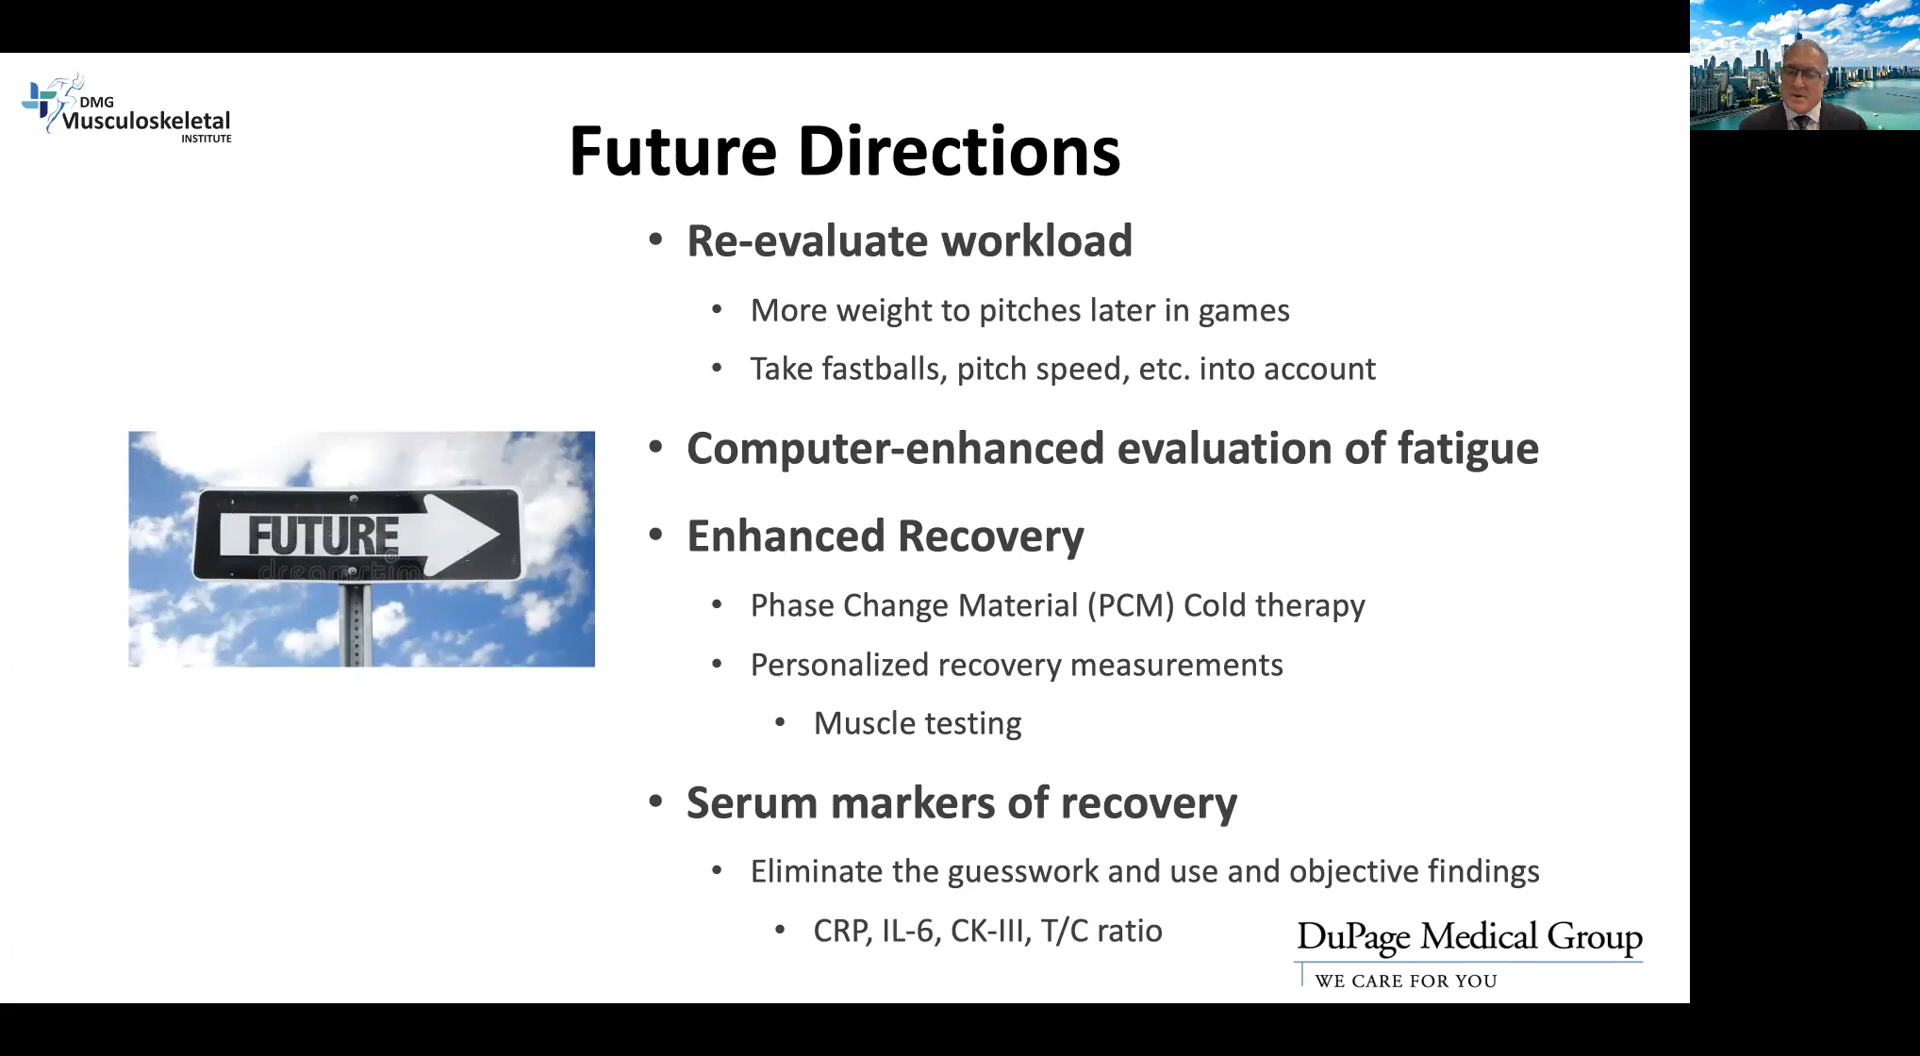 DMG
Musculoskeletal
INSTITUTE
Future Directions
• Re-evaluate workload
• More weight to pitches later in games
• Take fastballs, pitch speed, etc. into account
• Computer-enhanced evaluation of fatigue
• Enhanced Recovery
• Phase Change Material (PCM) Cold therapy
• Personalized recovery measurements
• Muscle testing
• Serum markers of recovery
• Eliminate the guesswork and use and objective findings
• CRP, IL-6, CK-III, T/C ratio
FUTURE
dreamstim
DuPage Medical Group
WE CARE FOR YOU